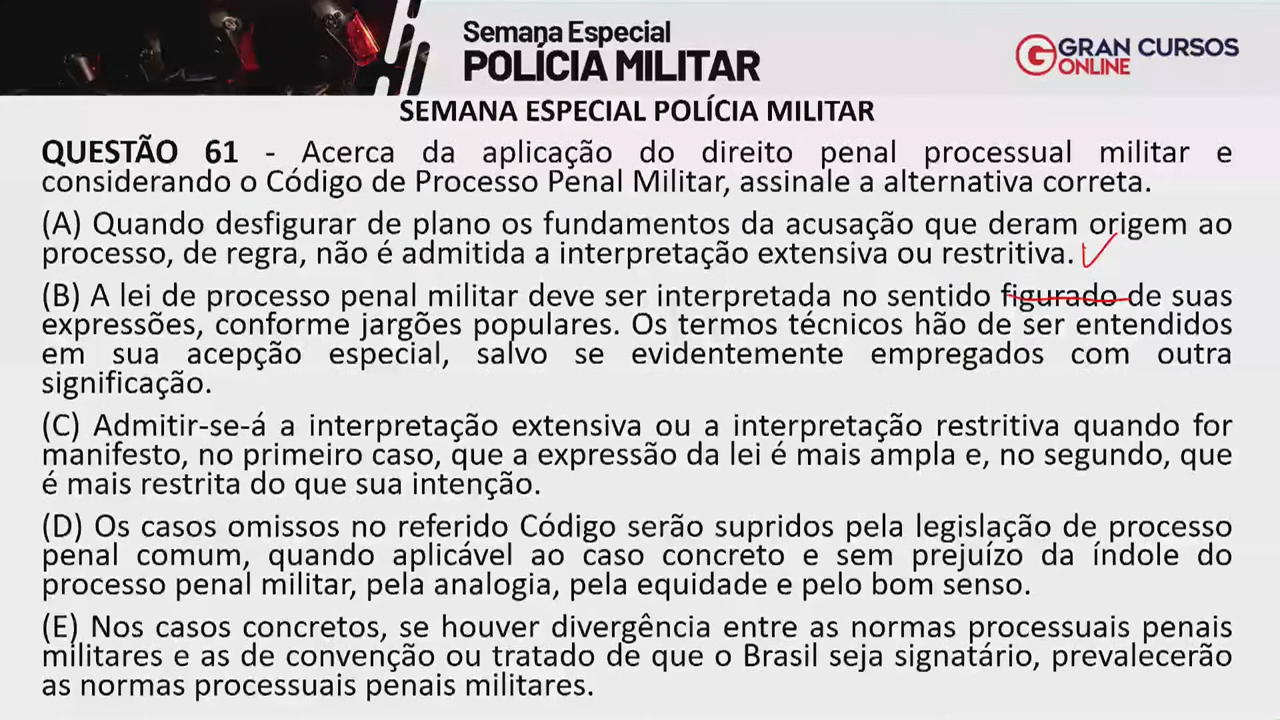 Semana Especial
POLÍCIA MILITAR
GRAN CURSOS
ONLINE
SEMANA ESPECIAL POLÍCIA MILITAR
QUESTÃO 61 - Acerca da aplicação do direito penal processual militar e
considerando o Código de Processo Penal Militar, assinale a alternativa correta.
(A) Quando desfigurar de plano os fundamentos da acusação que deram origem ao
processo, de regra, não é admitida a interpretação extensiva ou restritiva.
(B) A lei de processo penal militar deve ser interpretada no sentido figurado de suas
expressões, conforme jargões populares. Os termos técnicos hão de ser entendidos
em sua acepção especial, salvo se evidentemente empregados com outra
significação.
(C) Admitir-se-á a interpretação extensiva ou a interpretação restritiva quando for
manifesto, no primeiro caso, que a expressão da lei é mais ampla e, no segundo, que
é mais restrita do que sua intenção.
(D) Os casos omissos no referido Código serão supridos pela legislação de processo
penal comum, quando aplicável ao caso concreto e sem prejuízo da índole do
processo penal militar, pela analogia, pela equidade e pelo bom senso.
(E) Nos casos concretos, se houver divergência entre as normas processuais penais
militares e as de convenção ou tratado de que o Brasil seja signatário, prevalecerão
as normas processuais penais militares.